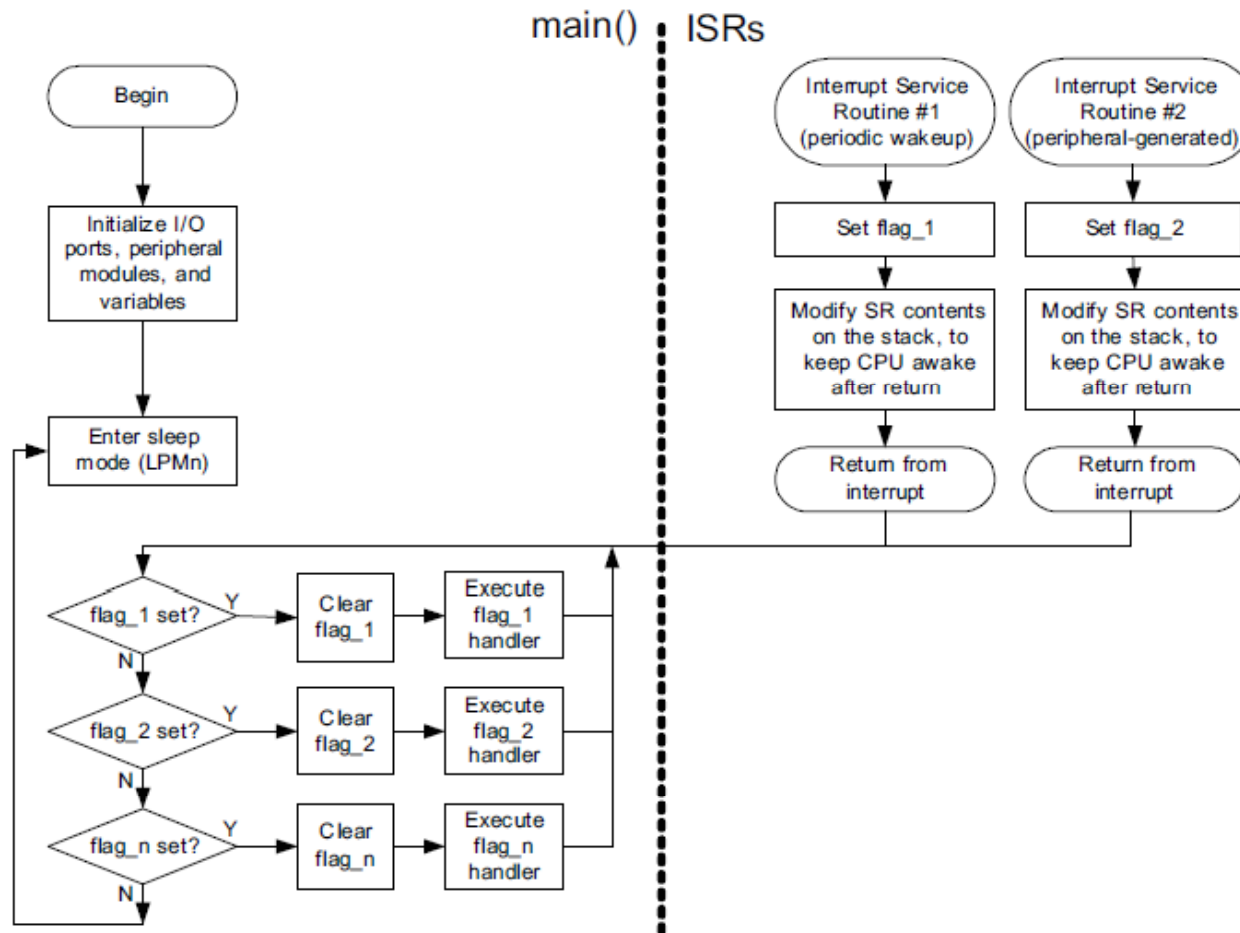 main()
ISRs
Begin
Initialize I/O
ports, peripheral
modules, and
variables
Enter sleep
mode (LPMn)
flag_1 set?
Y
N
Clear
flag_1
Execute
flag_1
handler
flag_2 set?
Y
N
Clear
flag_2
Execute
flag_2
handler
flag_n set?
Y
N
Clear
flag_n
Execute
flag_n
handler
Interrupt Service
Routine #1
(periodic wakeup)
Set flag_1
Modify SR contents
on the stack, to
keep CPU awake
after return
Return from
interrupt
Interrupt Service
Routine #2
(peripheral-generated)
Set flag_2
Modify SR contents
on the stack, to
keep CPU awake
after return
Return from
interrupt